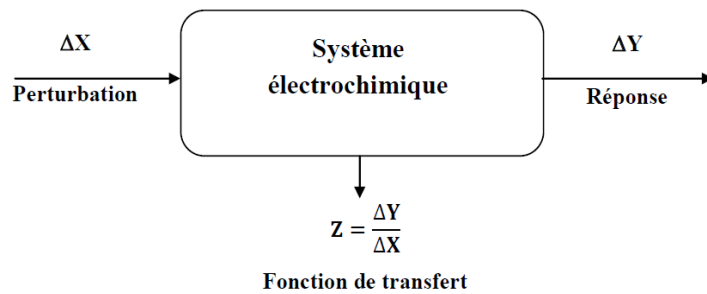 ΔX
Perturbation
Système
électrochimique
ΔY
Réponse
Z = ΔY/ΔX
Fonction de transfert